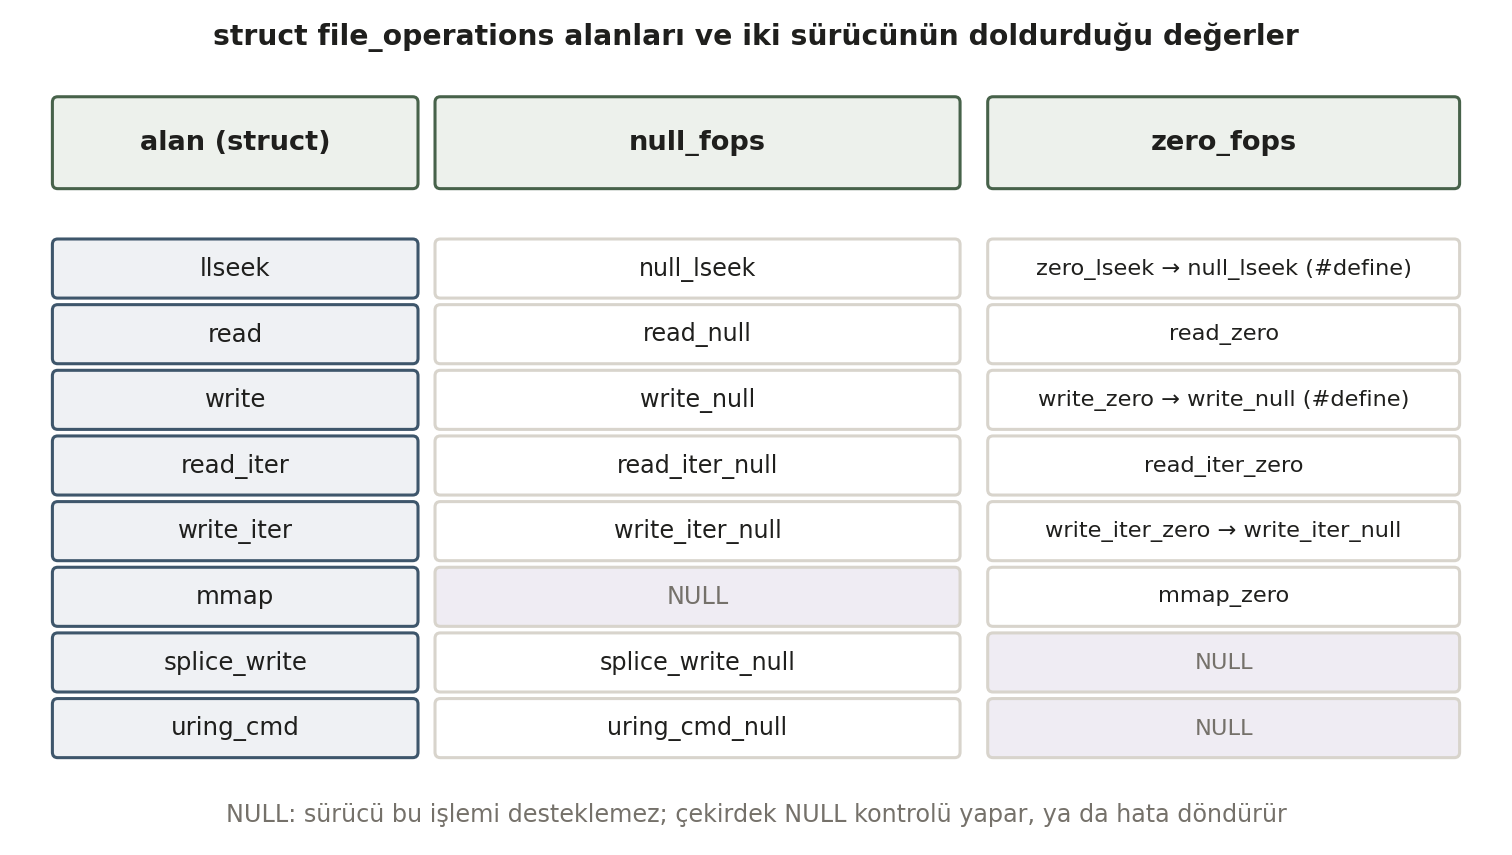 struct file_operations alanları ve iki sürücünün doldurduğu değerler
alan (struct) null_fops zero_fops
llseek null_lseek zero_lseek → null_lseek (#define)
read read_null read_zero
write write_null write_zero → write_null (#define)
read_iter read_iter_null read_iter_zero
write_iter write_iter_null write_iter_zero → write_iter_null
mmap NULL mmap_zero
splice_write splice_write_null NULL
uring_cmd uring_cmd_null NULL
NULL: sürücü bu işlemi desteklemez; çekirdek NULL kontrolü yapar, ya da hata döndürür